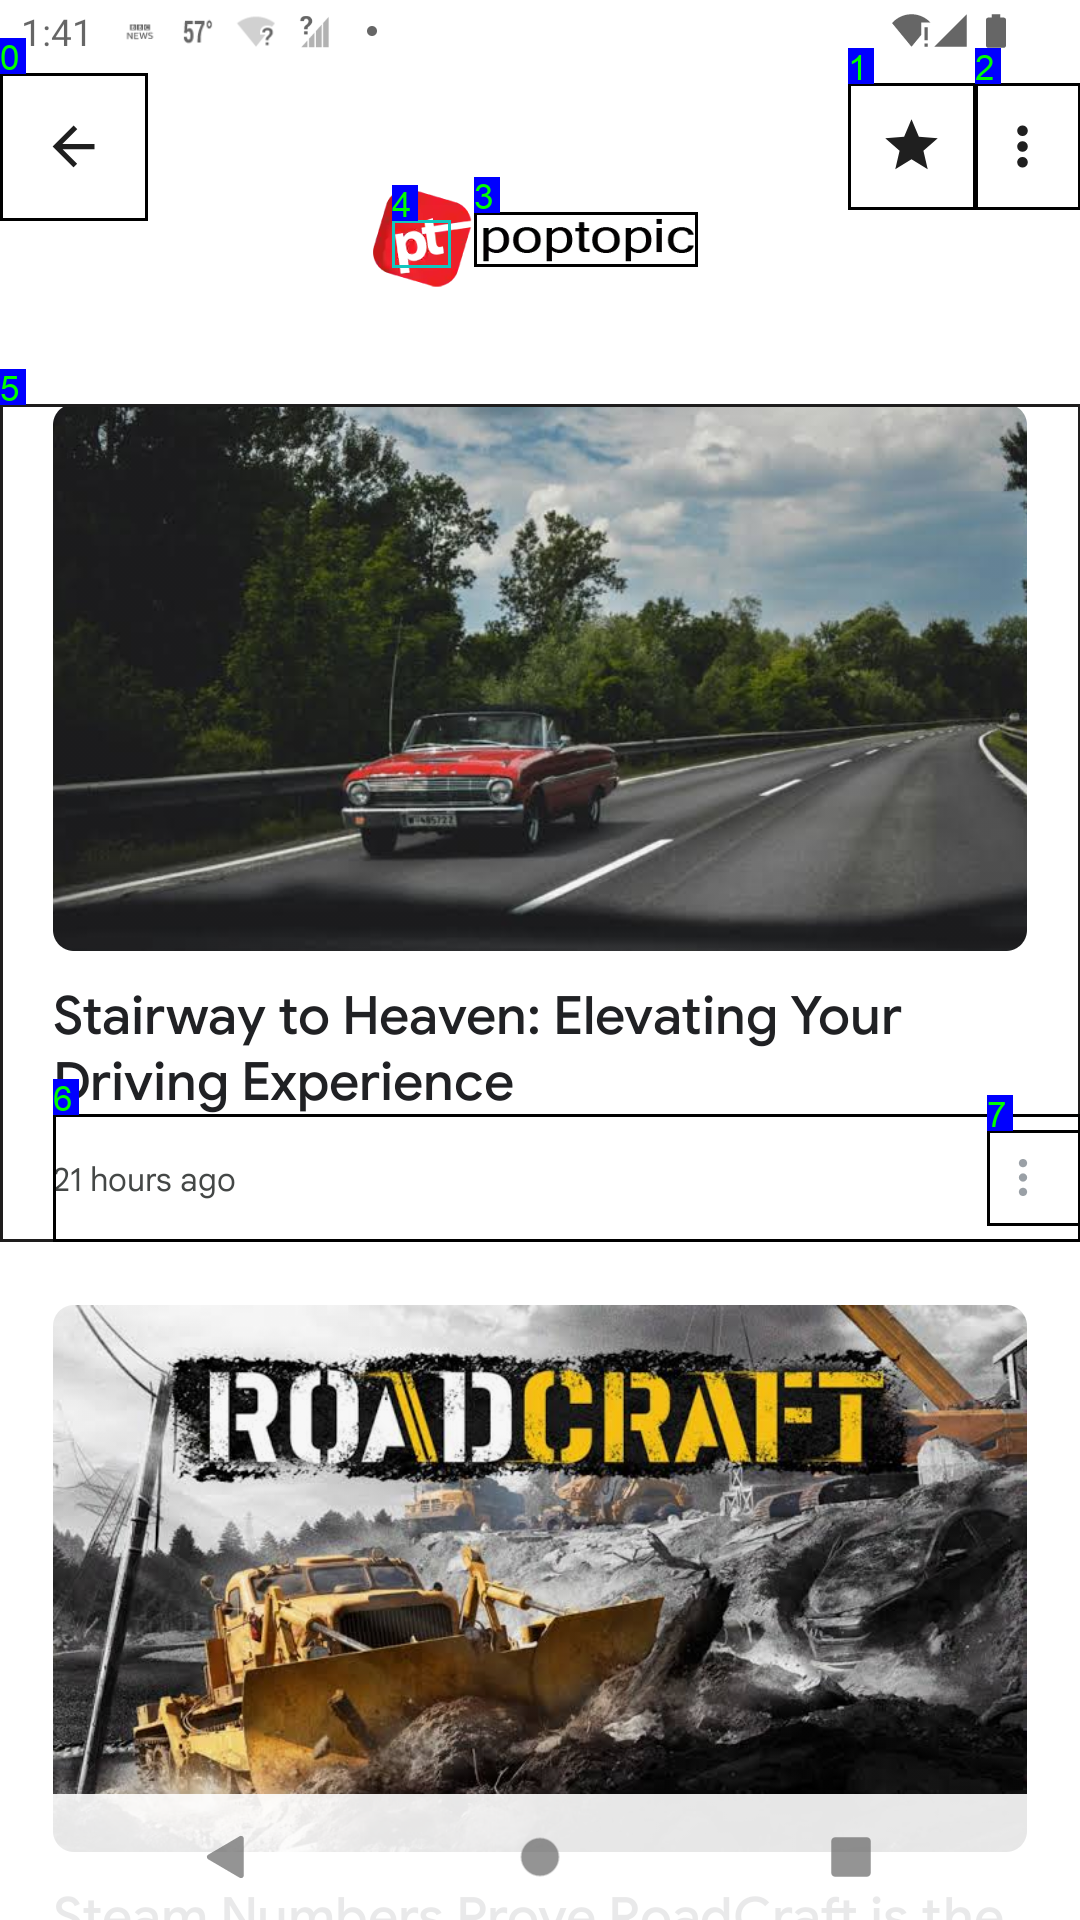 1:41
BBC NEWS
57°
0
1
2
4
3
pt
poptopic
5
Stairway to Heaven: Elevating Your
Driving Experience
6
7
21 hours ago
ROADCRAFT
Steam Numbers Prove RoadCraft is the